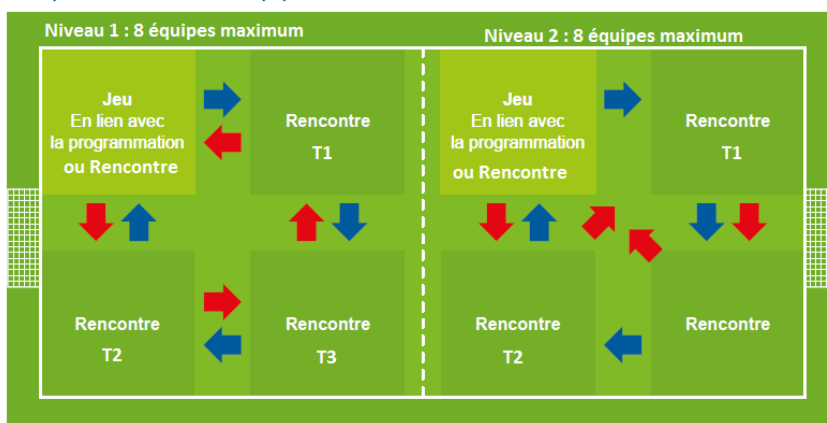 Niveau 1 : 8 équipes maximum
Niveau 2 : 8 équipes maximum
Jeu
En lien avec
la programmation
ou Rencontre
Rencontre
T1
Jeu
En lien avec
la programmation
ou Rencontre
Rencontre
T1
Rencontre
T2
Rencontre
T3
Rencontre
T2
Rencontre